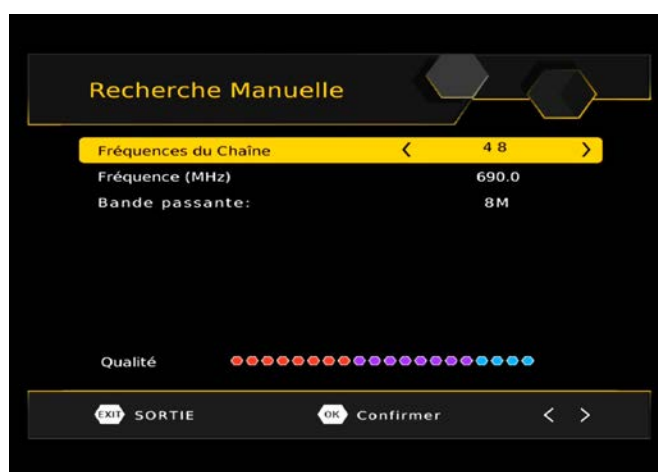 Recherche Manuelle
Fréquences du Chaîne < 48 >
Fréquence (MHz) 690.0
Bande passante: 8M
Qualité
EXIT SORTIE OK Confirmer < >